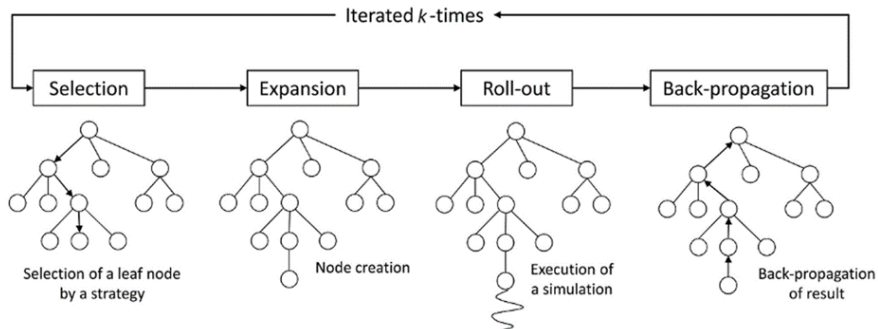 Iterated k-times
Selection
Expansion
Roll-out
Back-propagation
Selection of a leaf node
by a strategy
Node creation
Execution of
a simulation
Back-propagation
of result